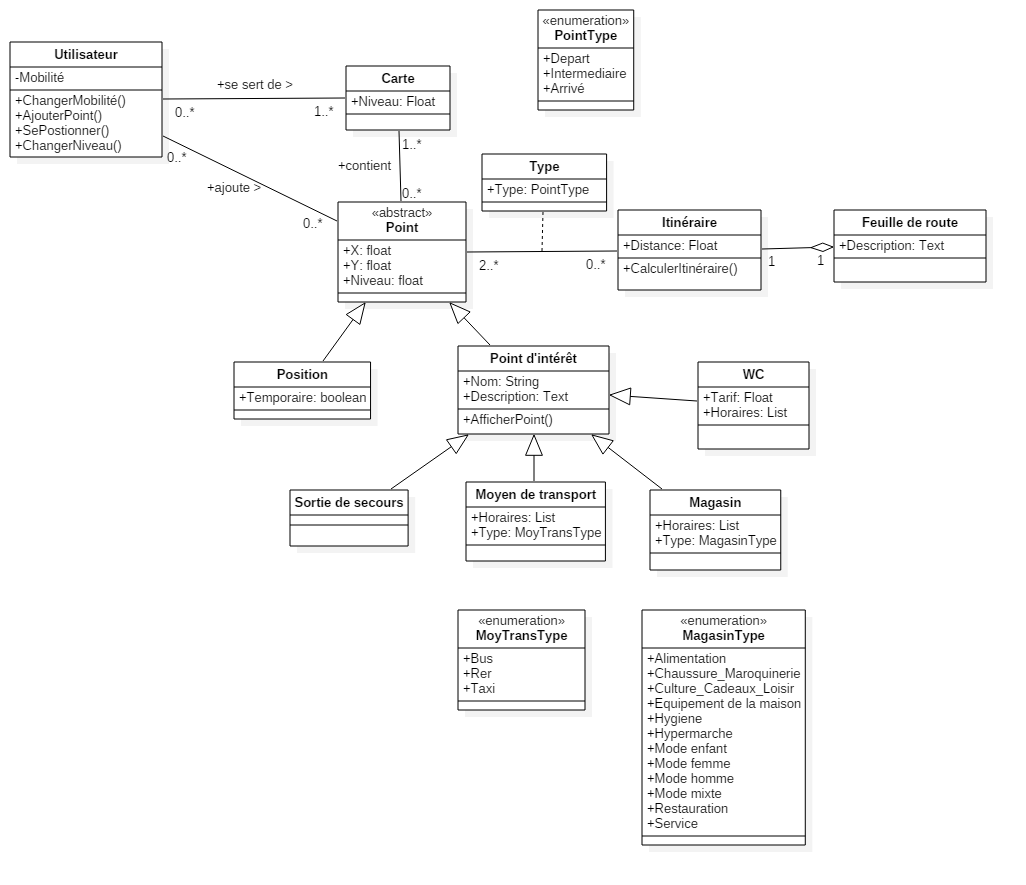 «enumeration»
PointType
+Depart
+Intermediaire
+Arrivé
Utilisateur
-Mobilité
+ChangerMobilité()
+AjouterPoint()
+SePostionner()
+ChangerNiveau()
+se sert de >
0..*
1..*
Carte
+Niveau: Float
1..*
+contient
0..*
0..*
+ajoute >
0..*
«abstract»
Point
+X: float
+Y: float
+Niveau: float
Type
+Type: PointType
2..*
0..*
Itinéraire
+Distance: Float
+CalculerItinéraire()
1
1
Feuille de route
+Description: Text
Position
+Temporaire: boolean
Point d'intérêt
+Nom: String
+Description: Text
+AfficherPoint()
WC
+Tarif: Float
+Horaires: List
Sortie de secours
Moyen de transport
+Horaires: List
+Type: MoyTransType
Magasin
+Horaires: List
+Type: MagasinType
«enumeration»
MoyTransType
+Bus
+Rer
+Taxi
«enumeration»
MagasinType
+Alimentation
+Chaussure_Maroquinerie
+Culture_Cadeaux_Loisir
+Equipement de la maison
+Hygiene
+Hypermarche
+Mode enfant
+Mode femme
+Mode homme
+Mode mixte
+Restauration
+Service